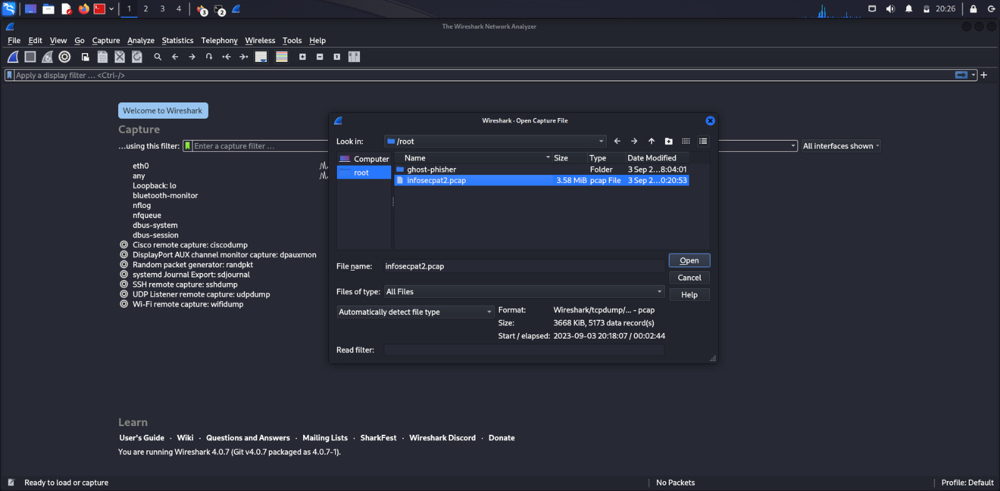 1 2 3 4 3 2 20:26
The Wireshark Network Analyzer
File Edit View Go Capture Analyze Statistics Telephony Wireless Tools Help
Apply a display filter … <Ctrl-/>
Welcome to Wireshark
Capture
…using this filter: Enter a capture filter … All interfaces shown
eth0
any
Loopback: lo
bluetooth-monitor
nflog
nfqueue
dbus-system
dbus-session
Cisco remote capture: ciscodump
DisplayPort AUX channel monitor capture: dpauxmon
Random packet generator: randpkt
systemd Journal Export: sdjournal
SSH remote capture: sshdump
UDP Listener remote capture: udpdump
Wi-Fi remote capture: wifidump
Wireshark · Open Capture File
Look in: /root
Computer
root
Name Size Type Date Modified
ghost-phisher Folder 3 Sep 2…8:04:01
infosecpat2.pcap 3.58 MiB pcap File 3 Sep 2…0:20:53
File name: infosecpat2.pcap
Open
Cancel
Files of type: All Files
Help
Automatically detect file type
Format: Wireshark/tcpdump/... - pcap
Size: 3668 KiB, 5173 data record(s)
Start / elapsed: 2023-09-03 20:18:07 / 00:02:44
Read filter:
Learn
User's Guide · Wiki · Questions and Answers · Mailing Lists · SharkFest · Wireshark Discord · Donate
You are running Wireshark 4.0.7 (Git v4.0.7 packaged as 4.0.7-1).
Ready to load or capture No Packets Profile: Default